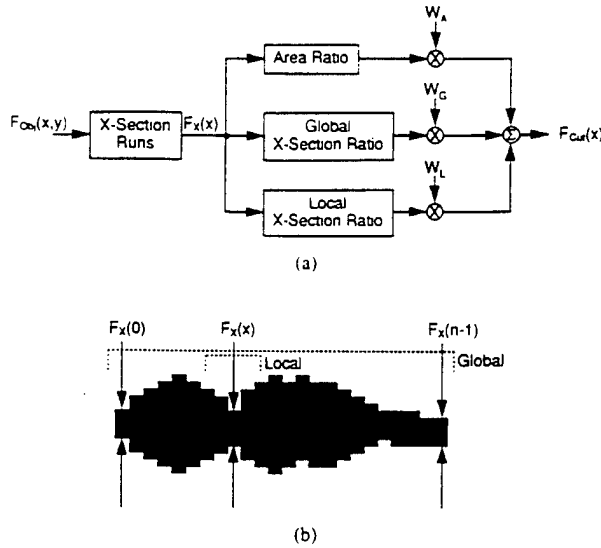 W_A
Area Ratio
W_G
F_Obj(x,y)
X-Section
Runs
F_X(x)
Global
X-Section Ratio
Σ
F_Cut(x)
W_L
Local
X-Section Ratio
(a)
F_X(0)
F_X(x)
F_X(n-1)
Local
Global
(b)